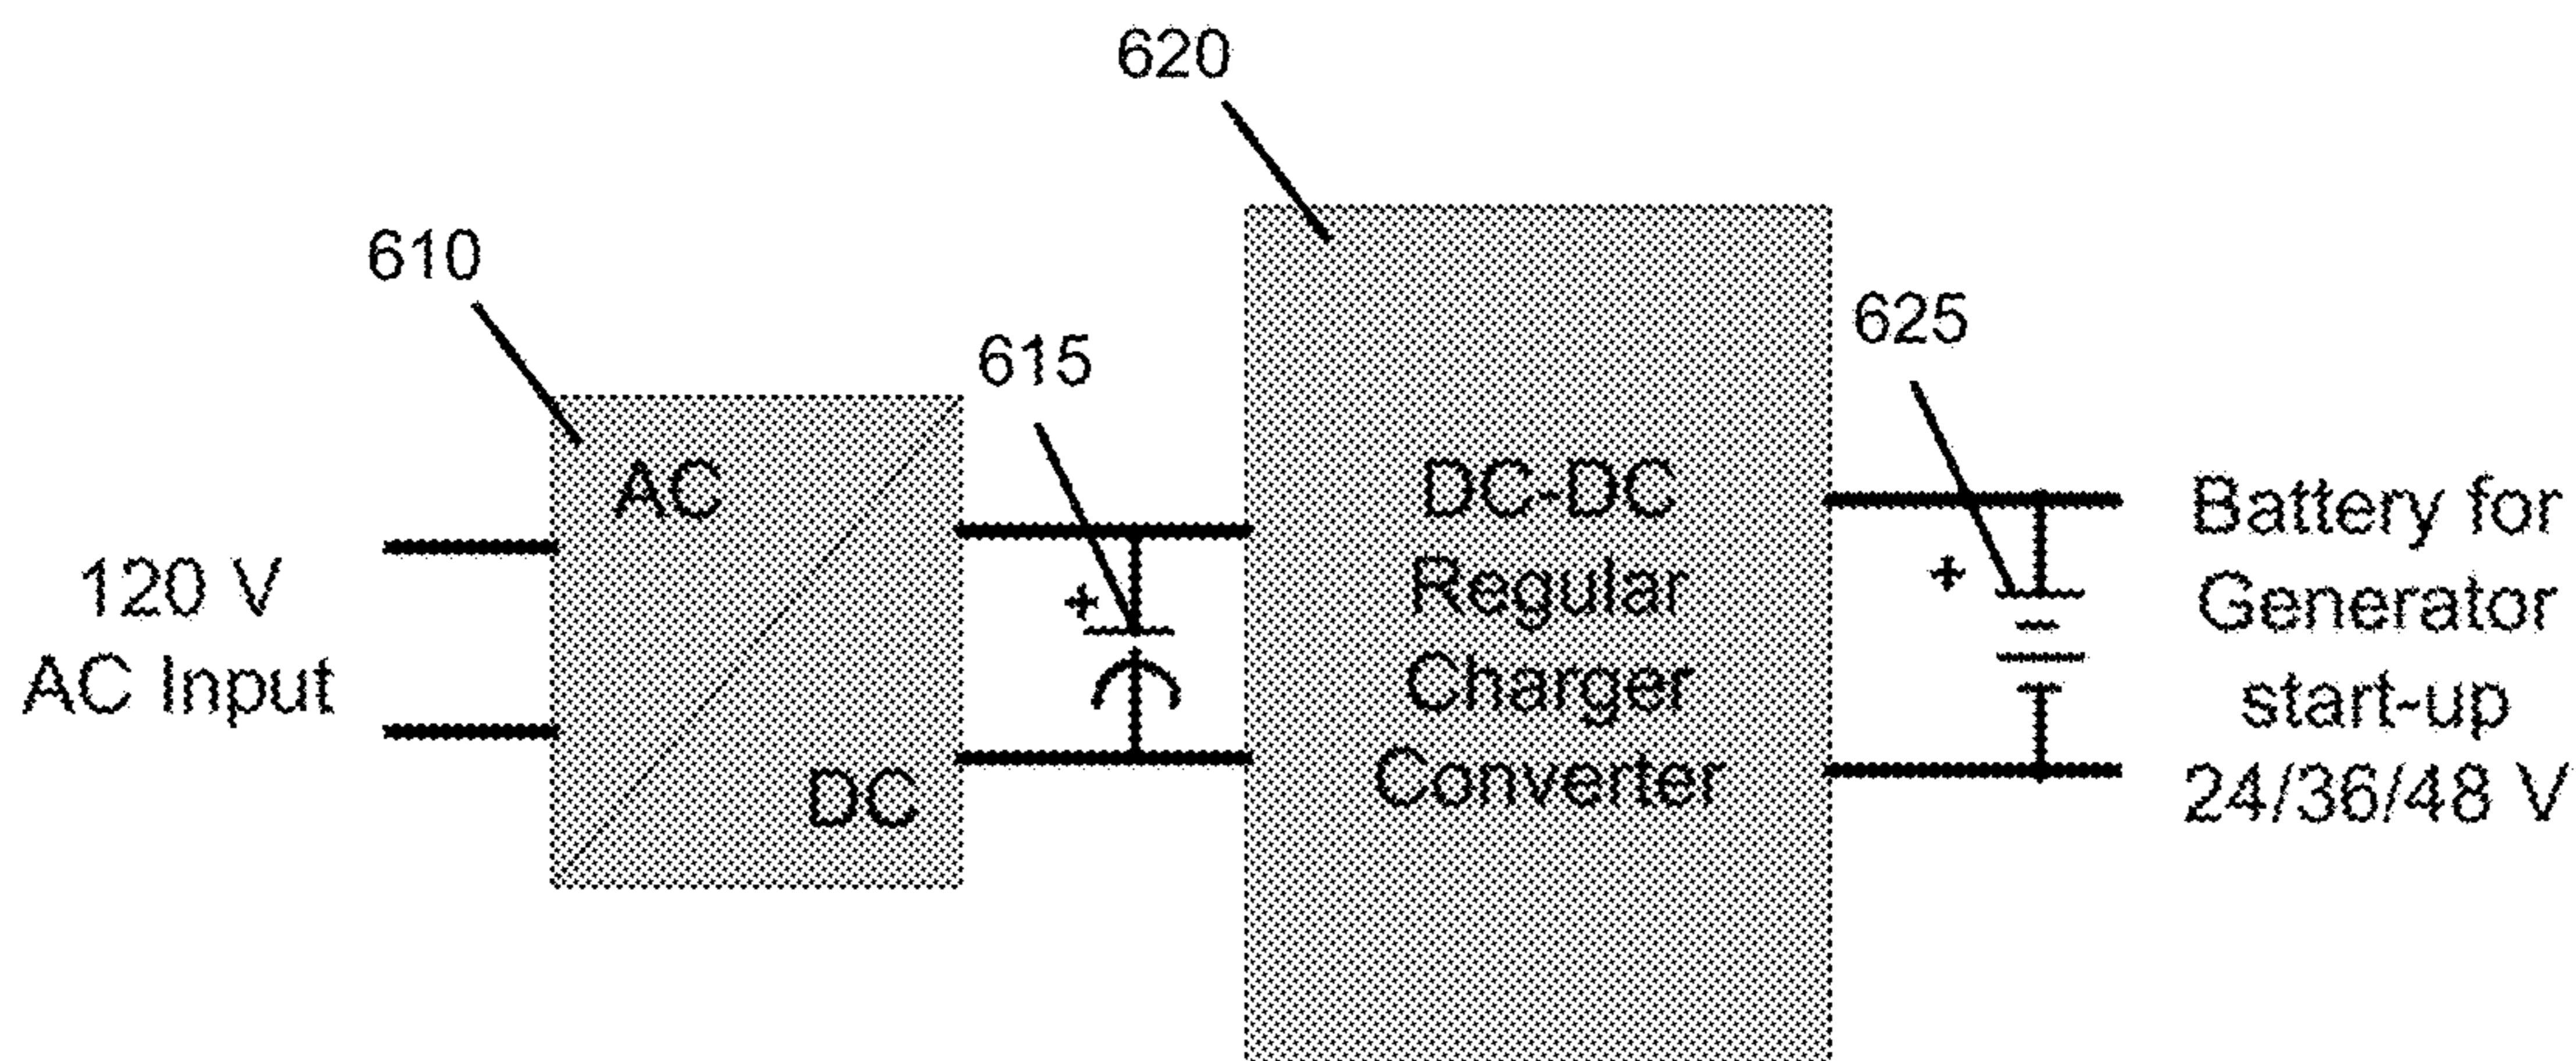 620
610
615
625
AC
DC
120 V
AC Input
+
DC-DC
Regular
Charger
Converter
+
Battery for
Generator
start-up
24/36/48 V